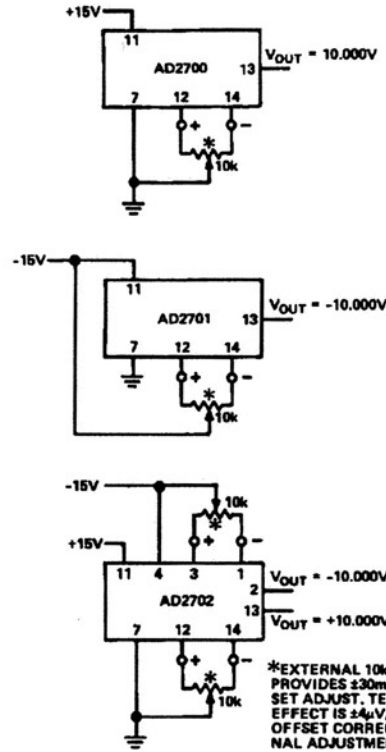 +15V
11
AD2700
13
VOUT = 10.000V
7 12 14
+ * −
10k
-15V
11
AD2701
13
VOUT = -10.000V
7 12 14
+ * −
10k
-15V
10k
*
+ −
+15V
11 4 3 1
AD2702
2
VOUT = -10.000V
13
VOUT = +10.000V
7 12 14
+ * −
10k
*EXTERNAL 10k
PROVIDES ±30m
SET ADJUST. TE
EFFECT IS ±4μV/
OFFSET CORRE
NAL ADJUSTME